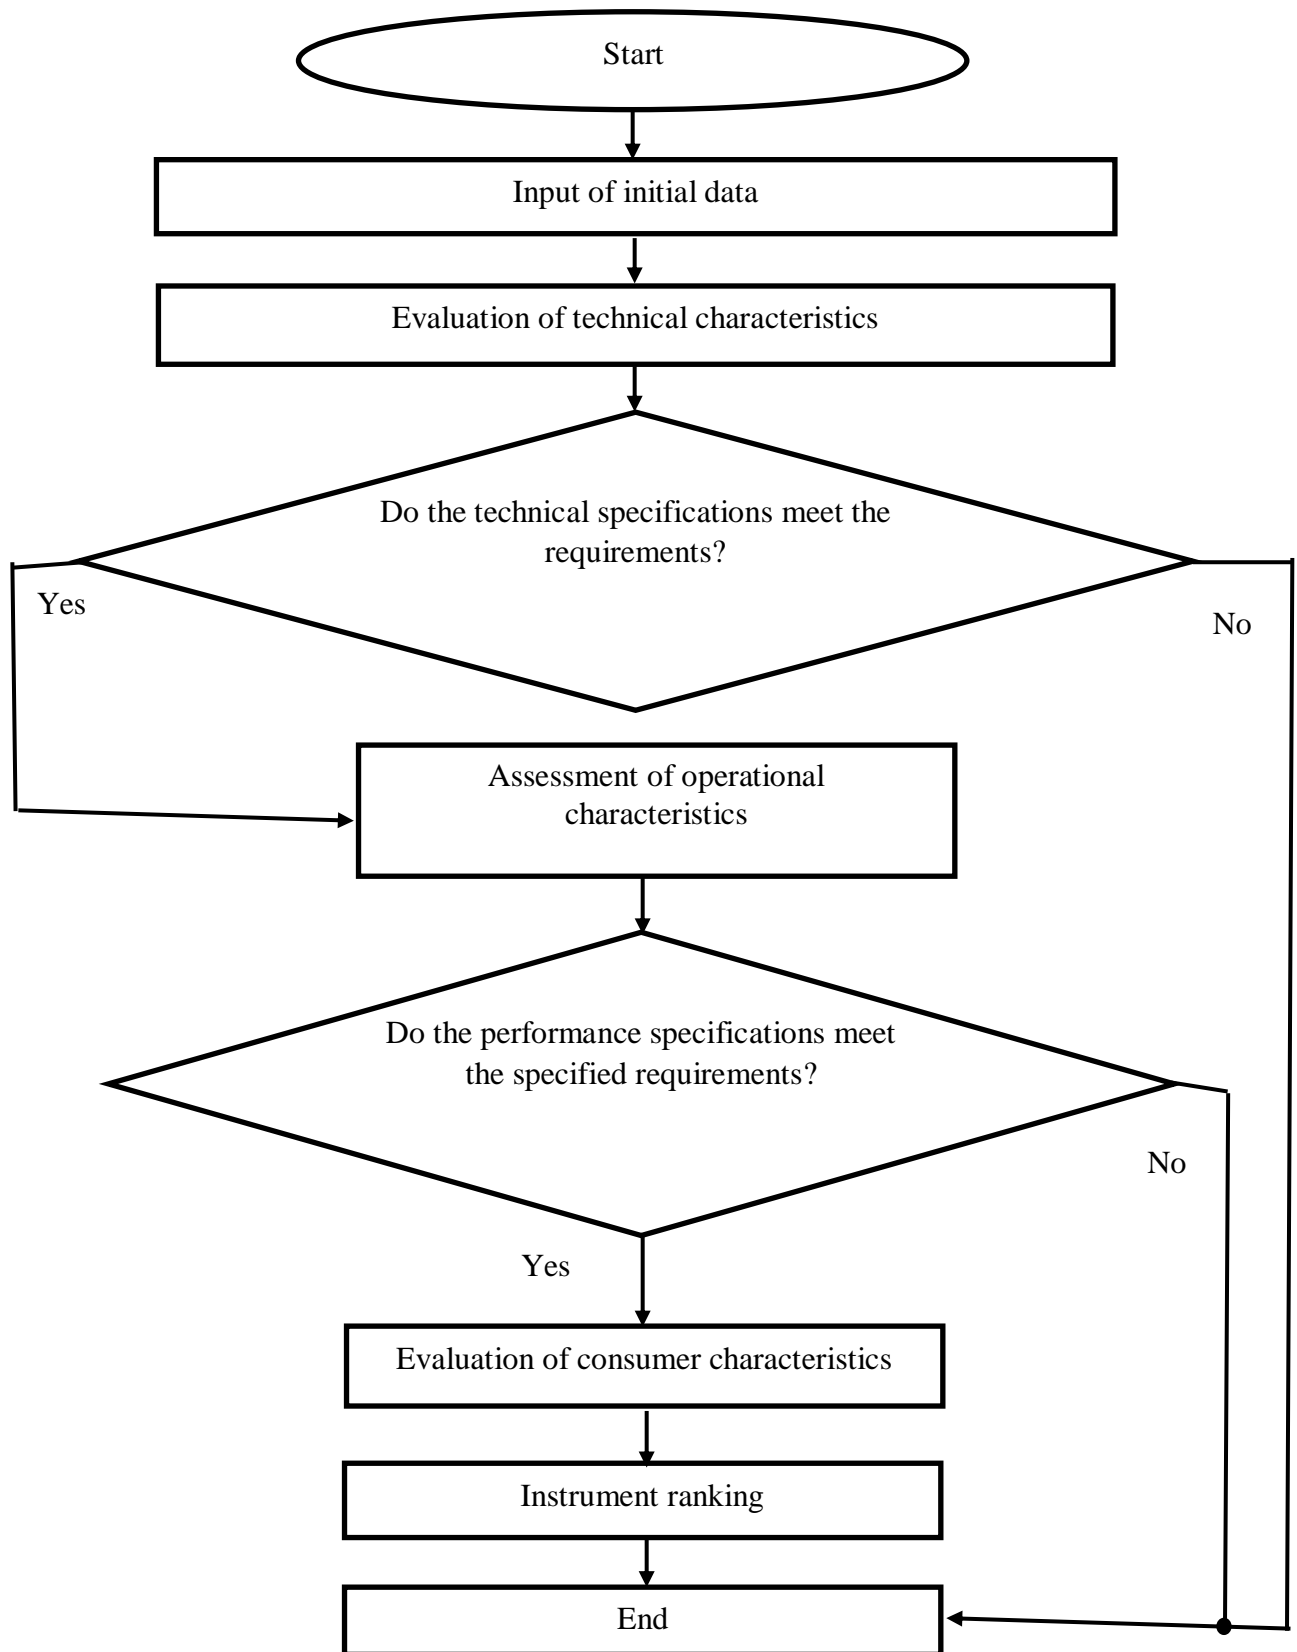 Start
Input of initial data
Evaluation of technical characteristics
Do the technical specifications meet the
requirements?
Yes
No
Assessment of operational
characteristics
Do the performance specifications meet
the specified requirements?
No
Yes
Evaluation of consumer characteristics
Instrument ranking
End